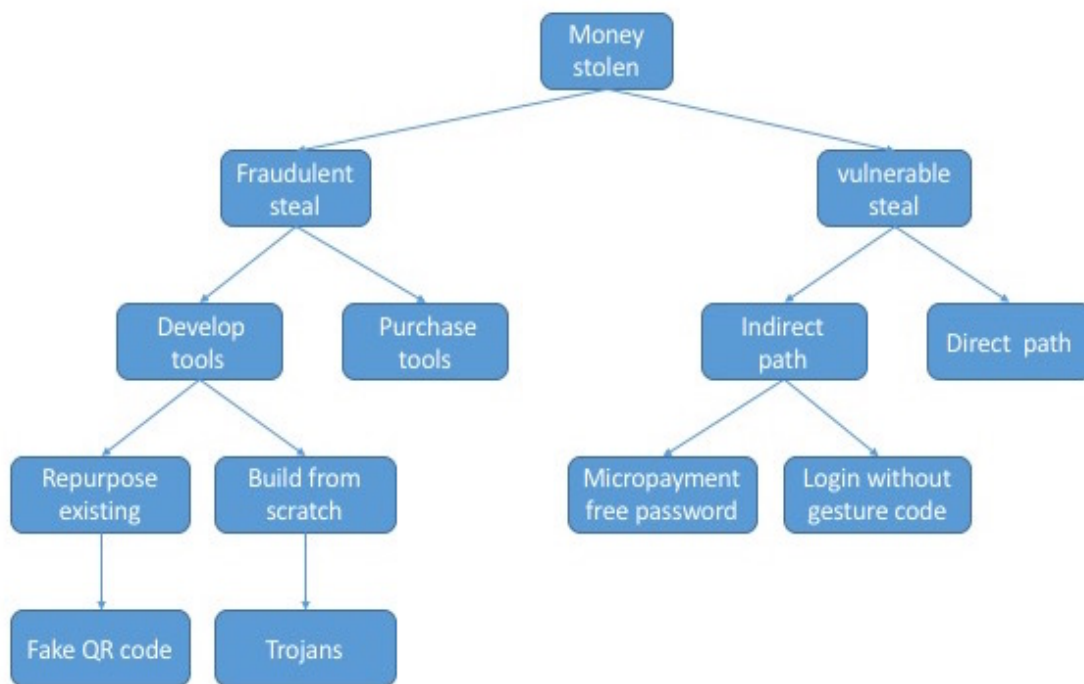 Money
stolen
Fraudulent
steal
vulnerable
steal
Develop
tools
Purchase
tools
Indirect
path
Direct path
Repurpose
existing
Build from
scratch
Micropayment
free password
Login without
gesture code
Fake QR code
Trojans